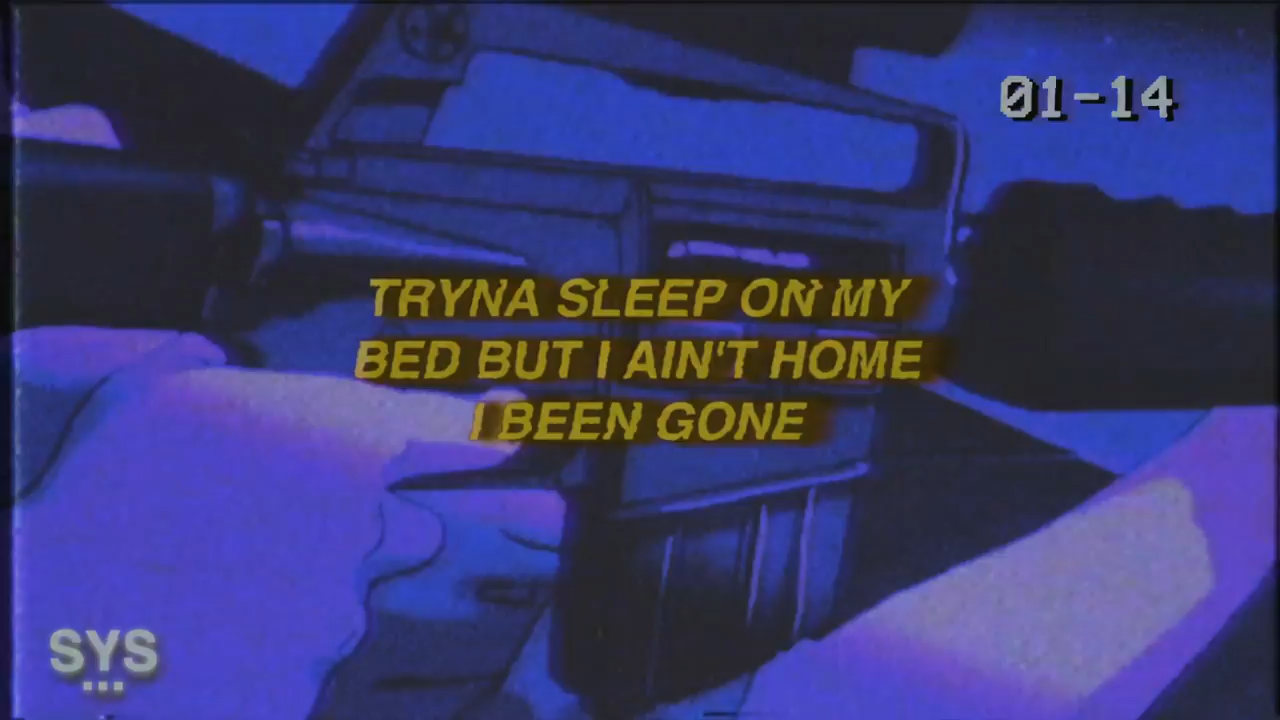 01-14
TRYNA SLEEP ON MY
BED BUT I AIN'T HOME
I BEEN GONE
SYS